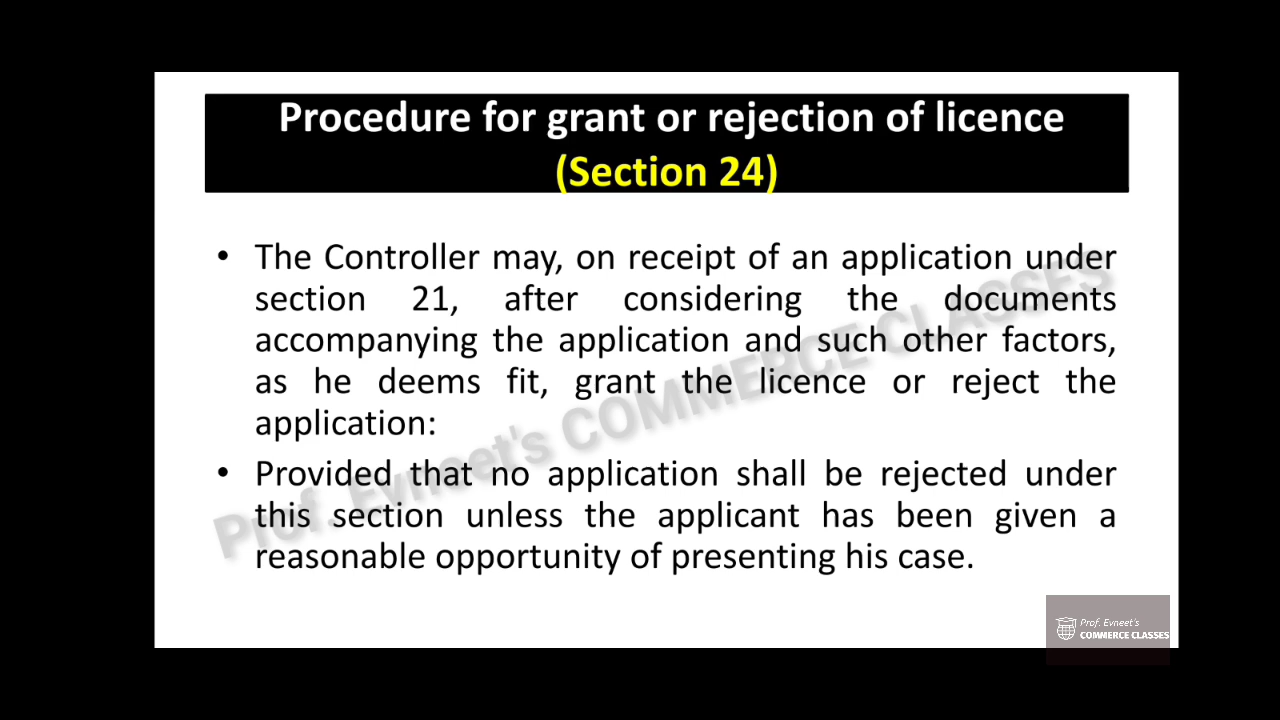 Procedure for grant or rejection of licence
(Section 24)
• The Controller may, on receipt of an application under
section 21, after considering the documents
accompanying the application and such other factors,
as he deems fit, grant the licence or reject the
application:
• Provided that no application shall be rejected under
this section unless the applicant has been given a
reasonable opportunity of presenting his case.
Prof. Evneet's COMMERCE CLASSES
Prof. Evneet's
COMMERCE CLASSES